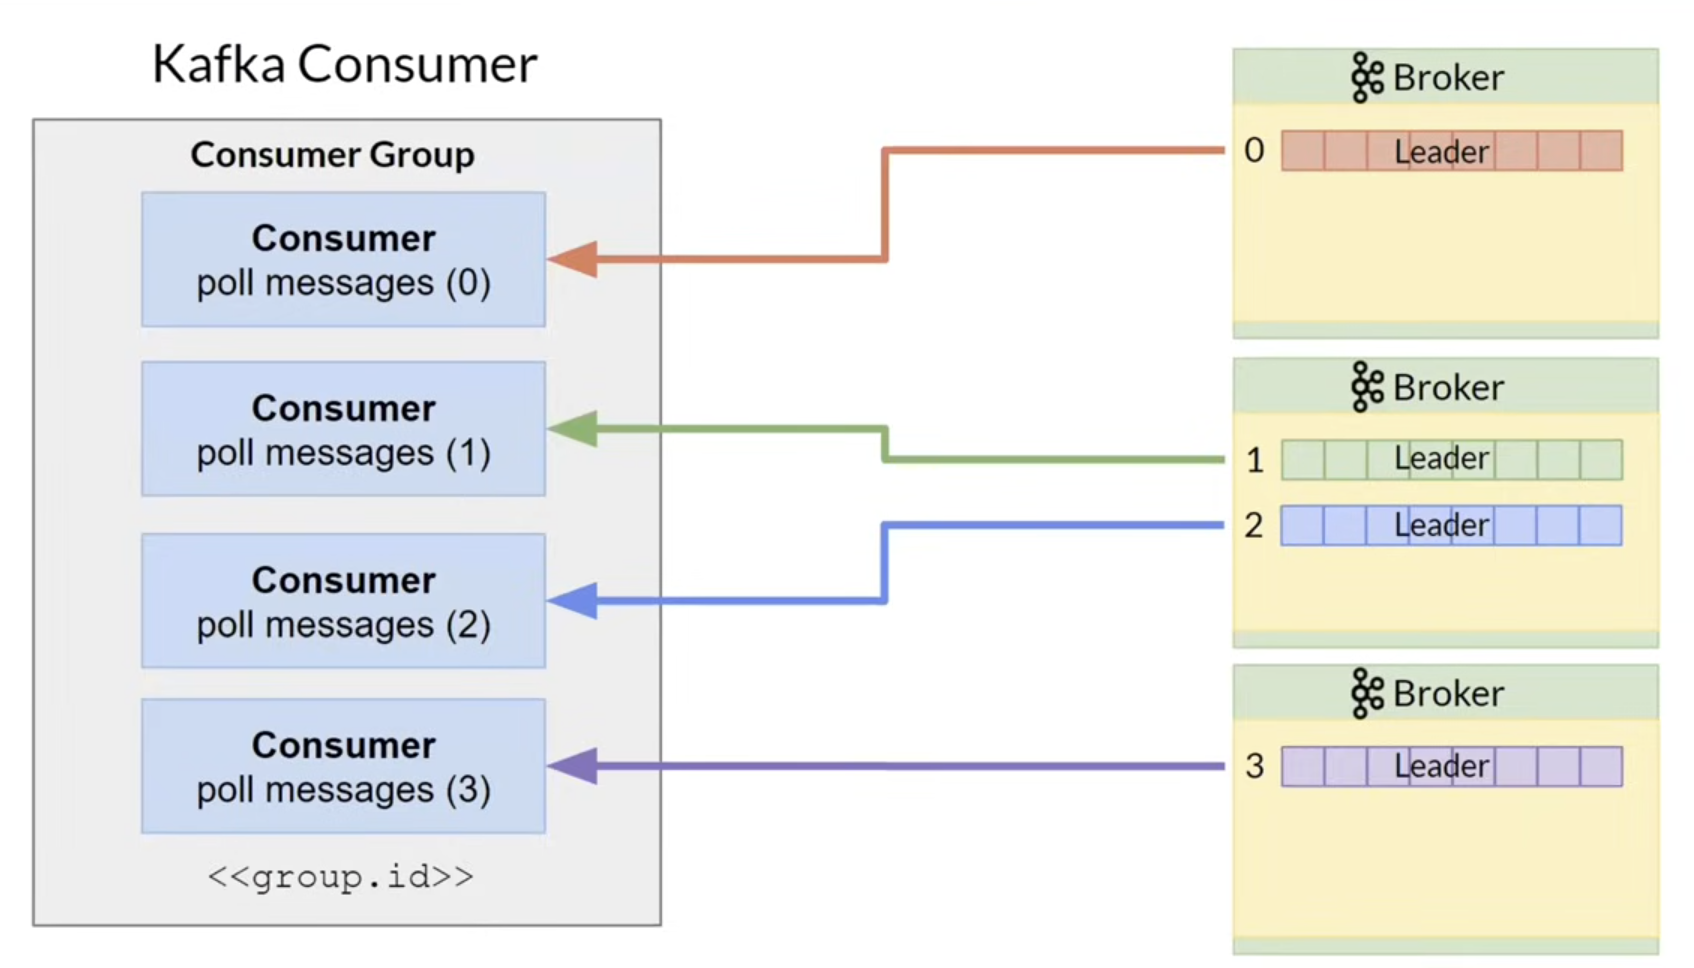 Kafka Consumer
Consumer Group
Consumer
poll messages (0)
Consumer
poll messages (1)
Consumer
poll messages (2)
Consumer
poll messages (3)
<<group.id>>
Broker
0 Leader
Broker
1 Leader
2 Leader
Broker
3 Leader